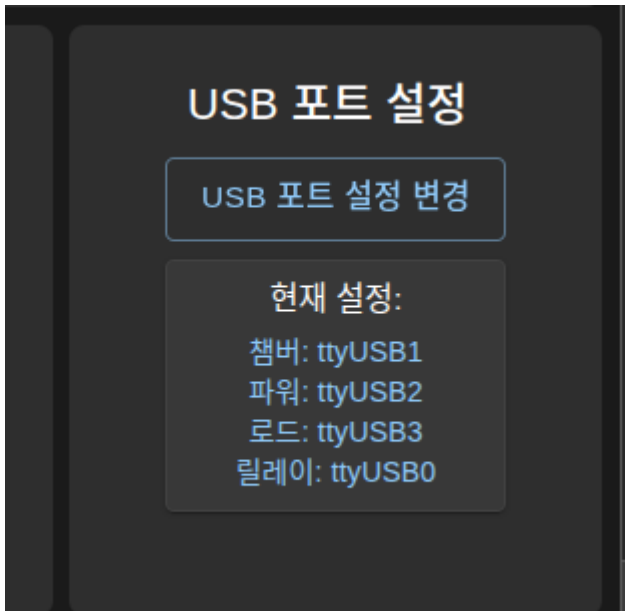 USB 포트 설정
USB 포트 설정 변경
현재 설정:
챔버: ttyUSB1
파워: ttyUSB2
로드: ttyUSB3
릴레이: ttyUSB0